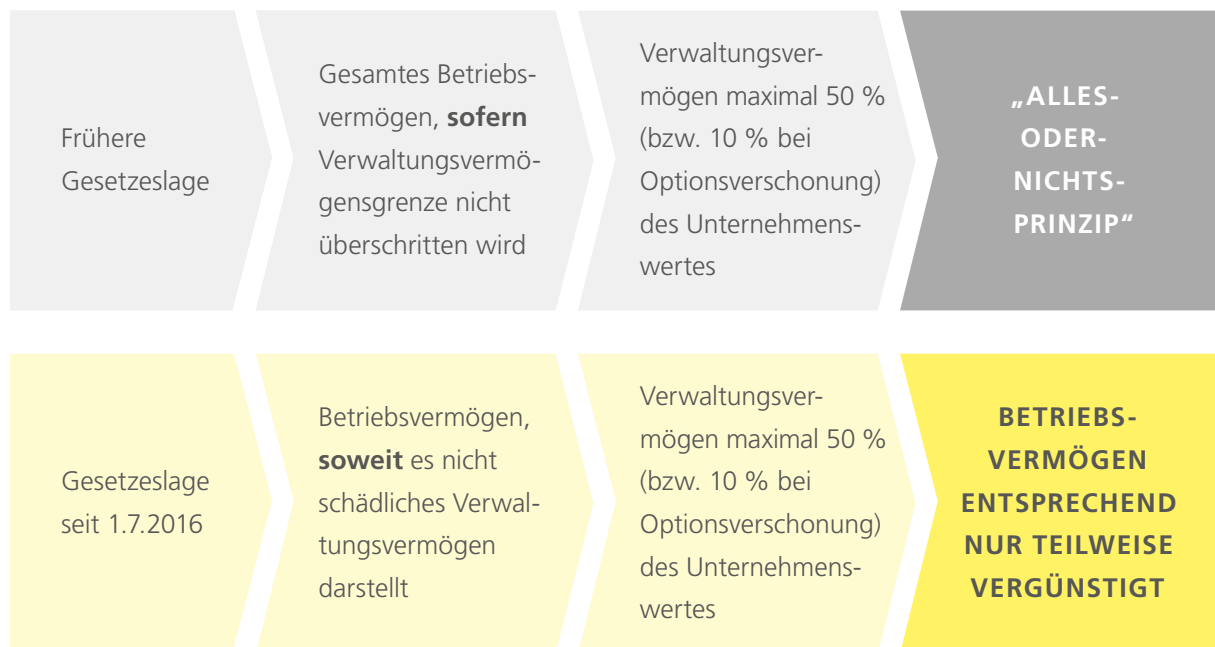 Frühere
Gesetzeslage
Gesamtes Betriebs-
vermögen, sofern
Verwaltungsvermö-
gensgrenze nicht
überschritten wird
Verwaltungsver-
mögen maximal 50 %
(bzw. 10 % bei
Optionsverschonung)
des Unternehmens-
wertes
„ALLES-
ODER-
NICHTS-
PRINZIP“
Gesetzeslage
seit 1.7.2016
Betriebsvermögen,
soweit es nicht
schädliches Verwal-
tungsvermögen
darstellt
Verwaltungsver-
mögen maximal 50 %
(bzw. 10 % bei
Optionsverschonung)
des Unternehmens-
wertes
BETRIEBS-
VERMÖGEN
ENTSPRECHEND
NUR TEILWEISE
VERGÜNSTIGT